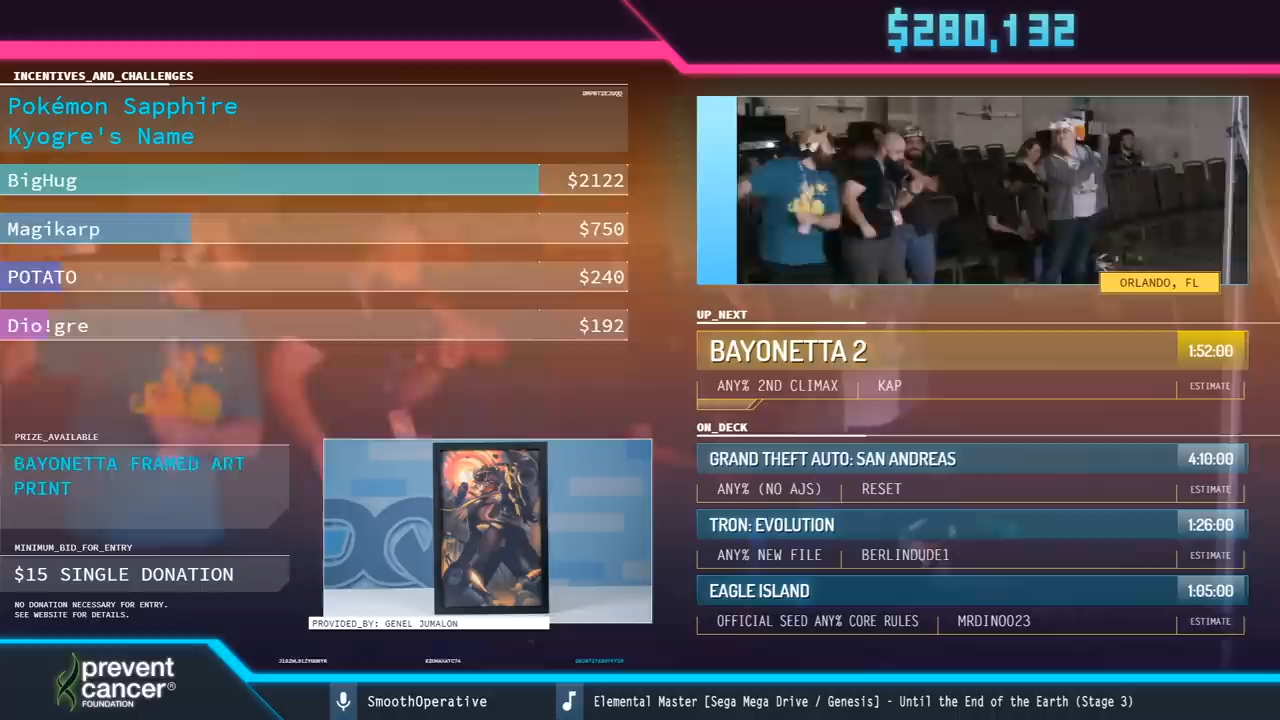 $280,132
INCENTIVES_AND_CHALLENGES
Pokémon Sapphire
Kyogre's Name
BigHug $2122
Magikarp $750
POTATO $240
Dio!gre $192
PRIZE_AVAILABLE
BAYONETTA FRAMED ART
PRINT
MINIMUM_BID_FOR_ENTRY
$15 SINGLE DONATION
NO DONATION NECESSARY FOR ENTRY.
SEE WEBSITE FOR DETAILS.
PROVIDED_BY: GENEL JUMALON
ORLANDO, FL
UP_NEXT
BAYONETTA 2 1:52:00
ANY% 2ND CLIMAX KAP ESTIMATE
ON_DECK
GRAND THEFT AUTO: SAN ANDREAS 4:10:00
ANY% (NO AJS) RESET ESTIMATE
TRON: EVOLUTION 1:26:00
ANY% NEW FILE BERLINDUDE1 ESTIMATE
EAGLE ISLAND 1:05:00
OFFICIAL SEED ANY% CORE RULES MRDINO023 ESTIMATE
prevent
cancer®
FOUNDATION
SmoothOperative
Elemental Master [Sega Mega Drive / Genesis] - Until the End of the Earth (Stage 3)